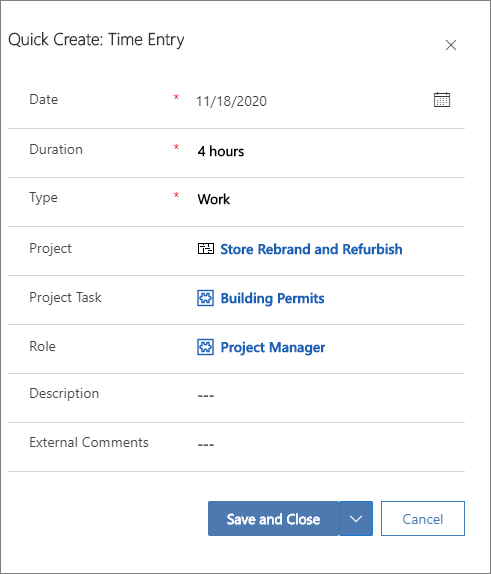 Quick Create: Time Entry
Date * 11/18/2020
Duration * 4 hours
Type * Work
Project Store Rebrand and Refurbish
Project Task Building Permits
Role Project Manager
Description ---
External Comments ---
Save and Close Cancel